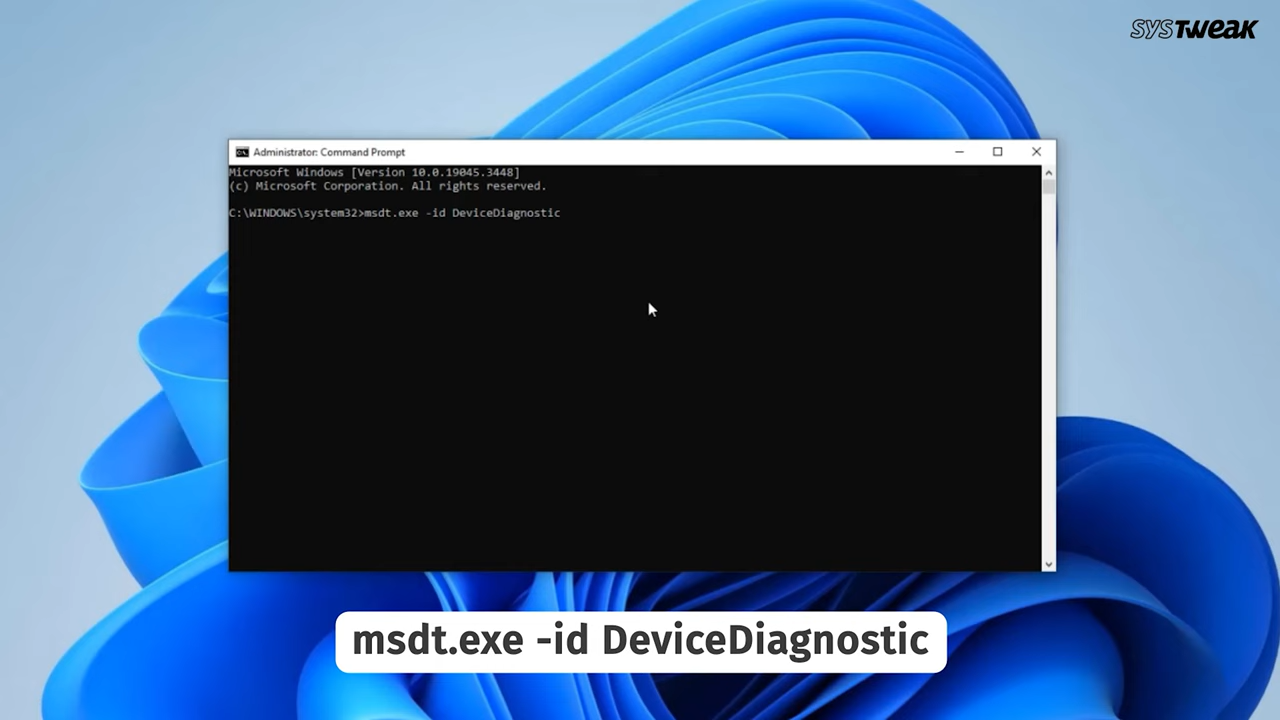 SYSTWEAK
Administrator: Command Prompt
Microsoft Windows [Version 10.0.19045.3448]
(c) Microsoft Corporation. All rights reserved.
C:\WINDOWS\system32>msdt.exe -id DeviceDiagnostic
msdt.exe -id DeviceDiagnostic